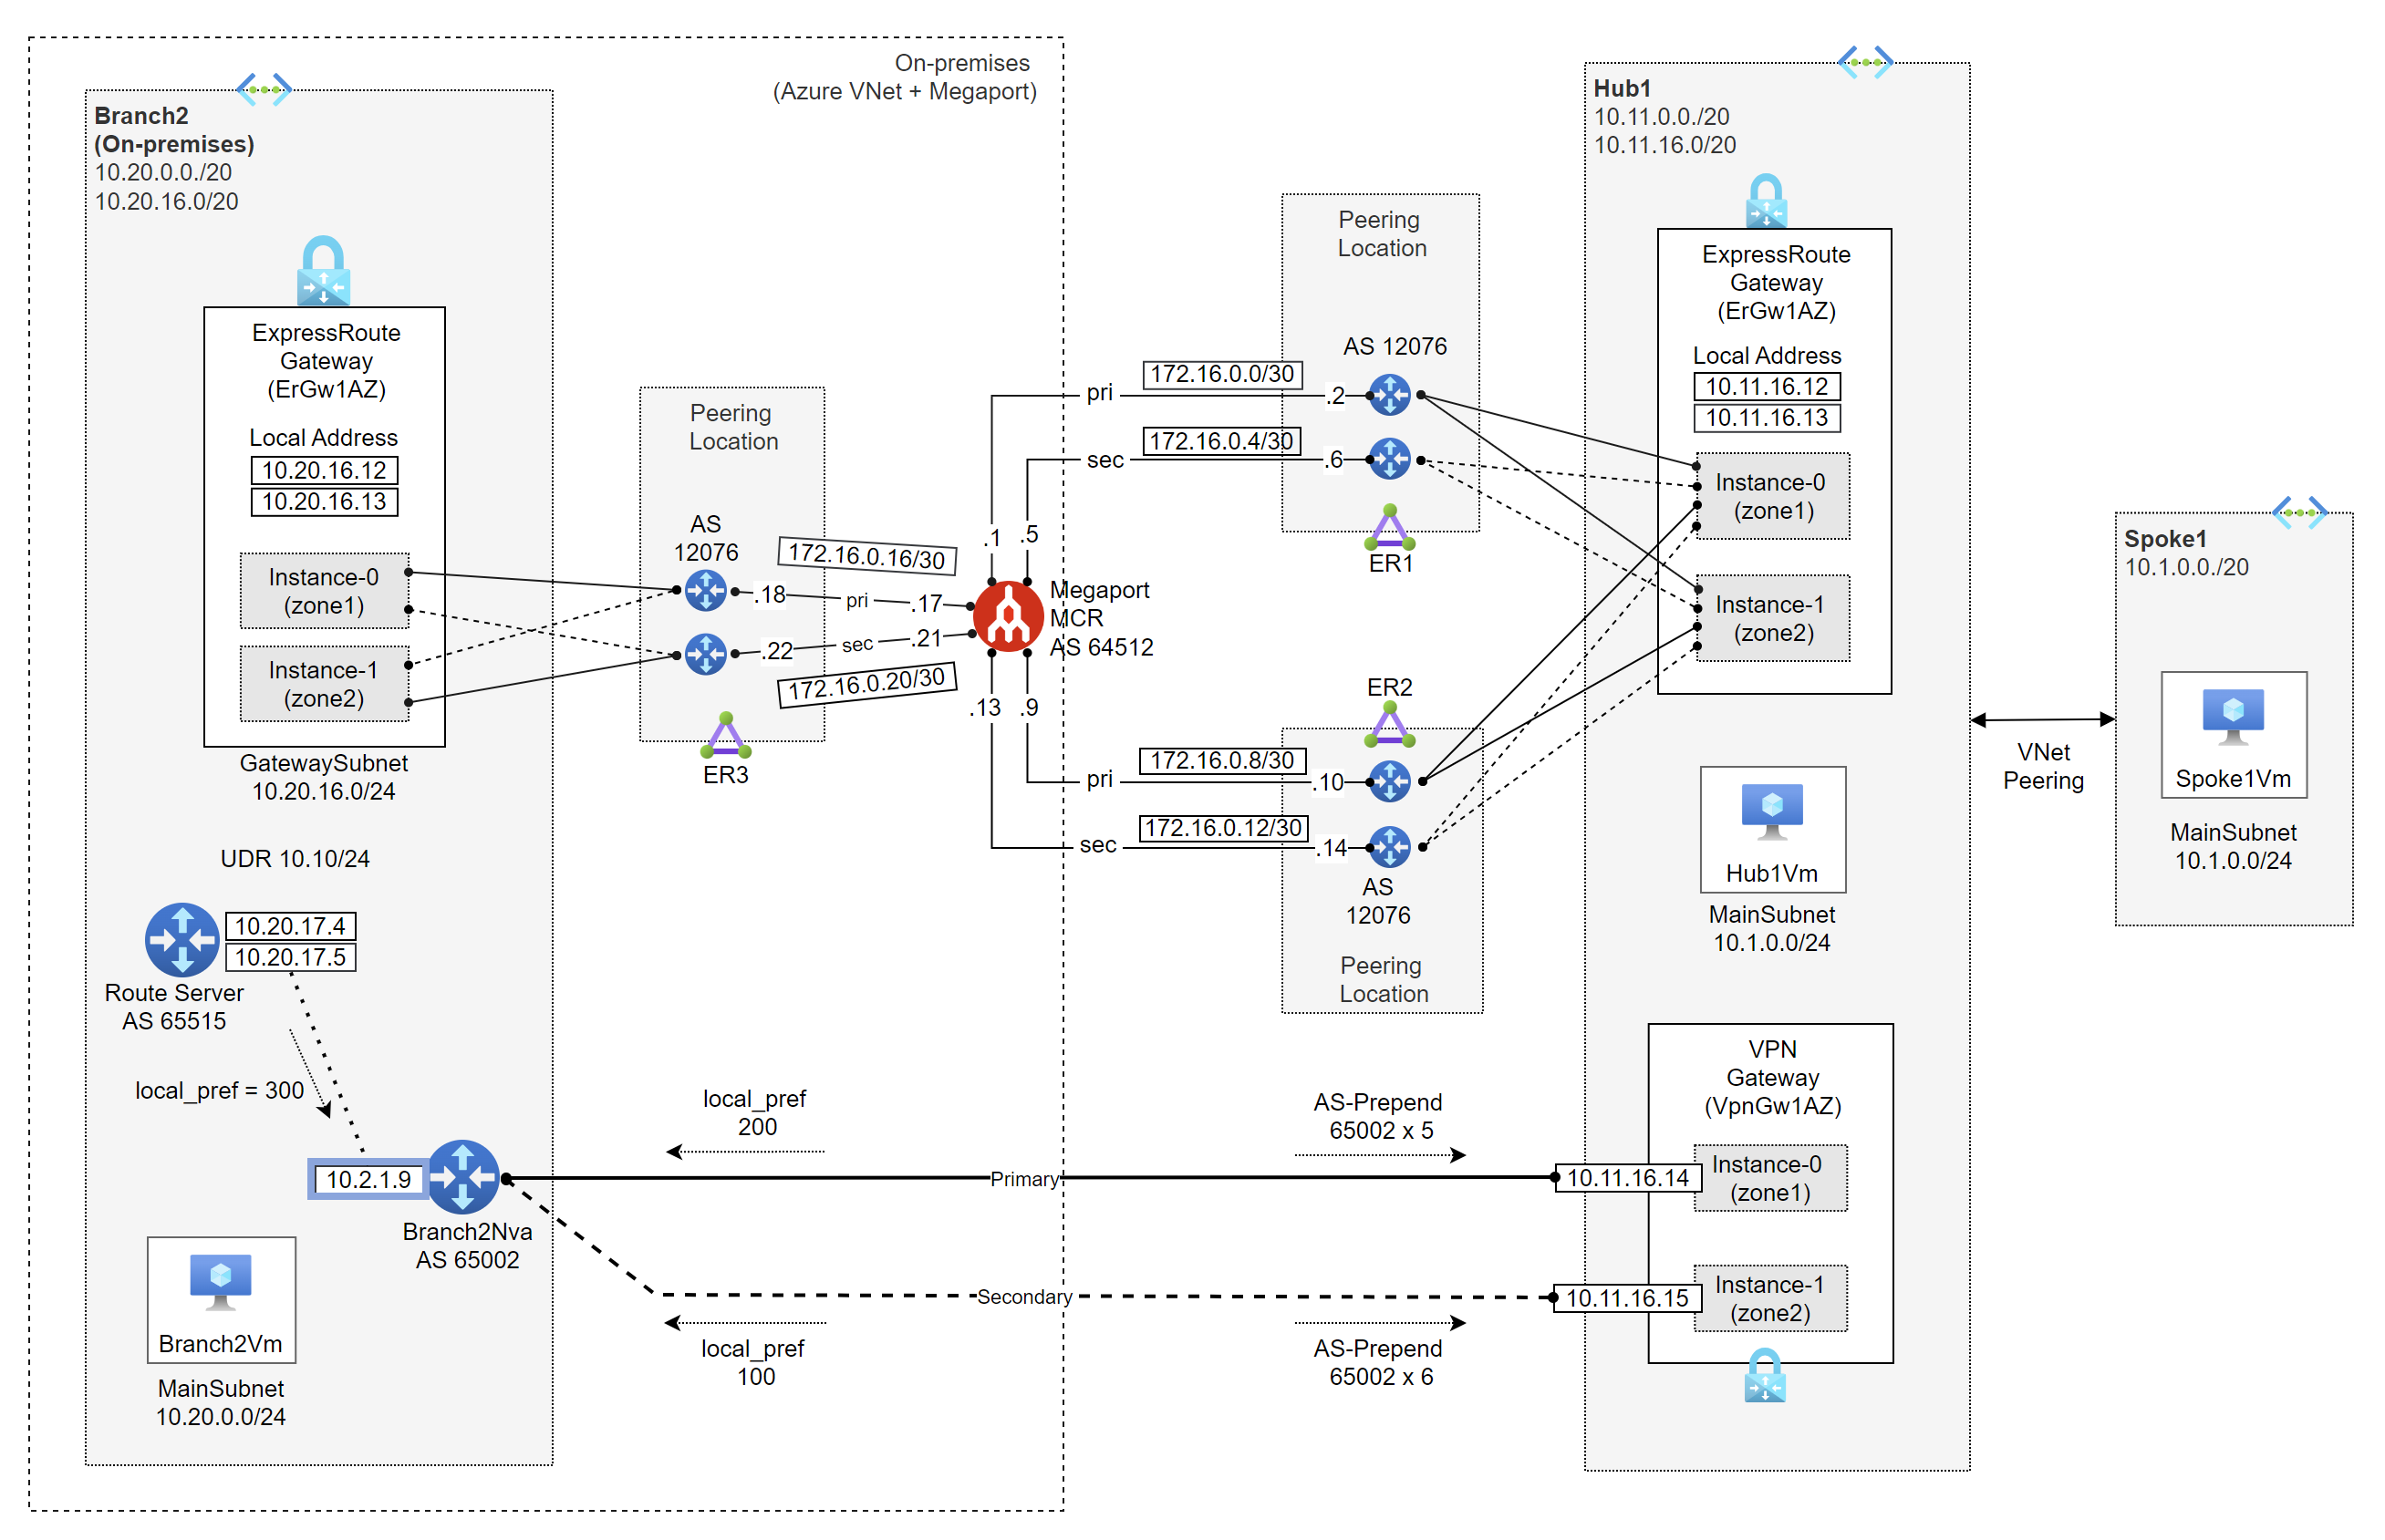 On-premises
(Azure VNet + Megaport)
Branch2
(On-premises)
10.20.0.0./20
10.20.16.0/20
ExpressRoute
Gateway
(ErGw1AZ)
Local Address
10.20.16.12
10.20.16.13
Instance-0
(zone1)
Instance-1
(zone2)
GatewaySubnet
10.20.16.0/24
UDR 10.10/24
10.20.17.4
10.20.17.5
Route Server
AS 65515
local_pref = 300
10.2.1.9
Branch2Nva
AS 65002
Branch2Vm
MainSubnet
10.20.0.0/24
Peering
Location
AS
12076
172.16.0.16/30
.18
pri
.17
.22
sec
.21
172.16.0.20/30
ER3
Megaport
MCR
AS 64512
.1
.5
.13
.9
pri
172.16.0.0/30
.2
sec
172.16.0.4/30
.6
Peering
Location
AS 12076
ER1
ER2
pri
172.16.0.8/30
.10
sec
172.16.0.12/30
.14
AS
12076
Peering
Location
local_pref
200
AS-Prepend
65002 x 5
Primary
Secondary
local_pref
100
AS-Prepend
65002 x 6
Hub1
10.11.0.0./20
10.11.16.0/20
ExpressRoute
Gateway
(ErGw1AZ)
Local Address
10.11.16.12
10.11.16.13
Instance-0
(zone1)
Instance-1
(zone2)
Hub1Vm
MainSubnet
10.1.0.0/24
VPN
Gateway
(VpnGw1AZ)
10.11.16.14
Instance-0
(zone1)
10.11.16.15
Instance-1
(zone2)
VNet
Peering
Spoke1
10.1.0.0./20
Spoke1Vm
MainSubnet
10.1.0.0/24